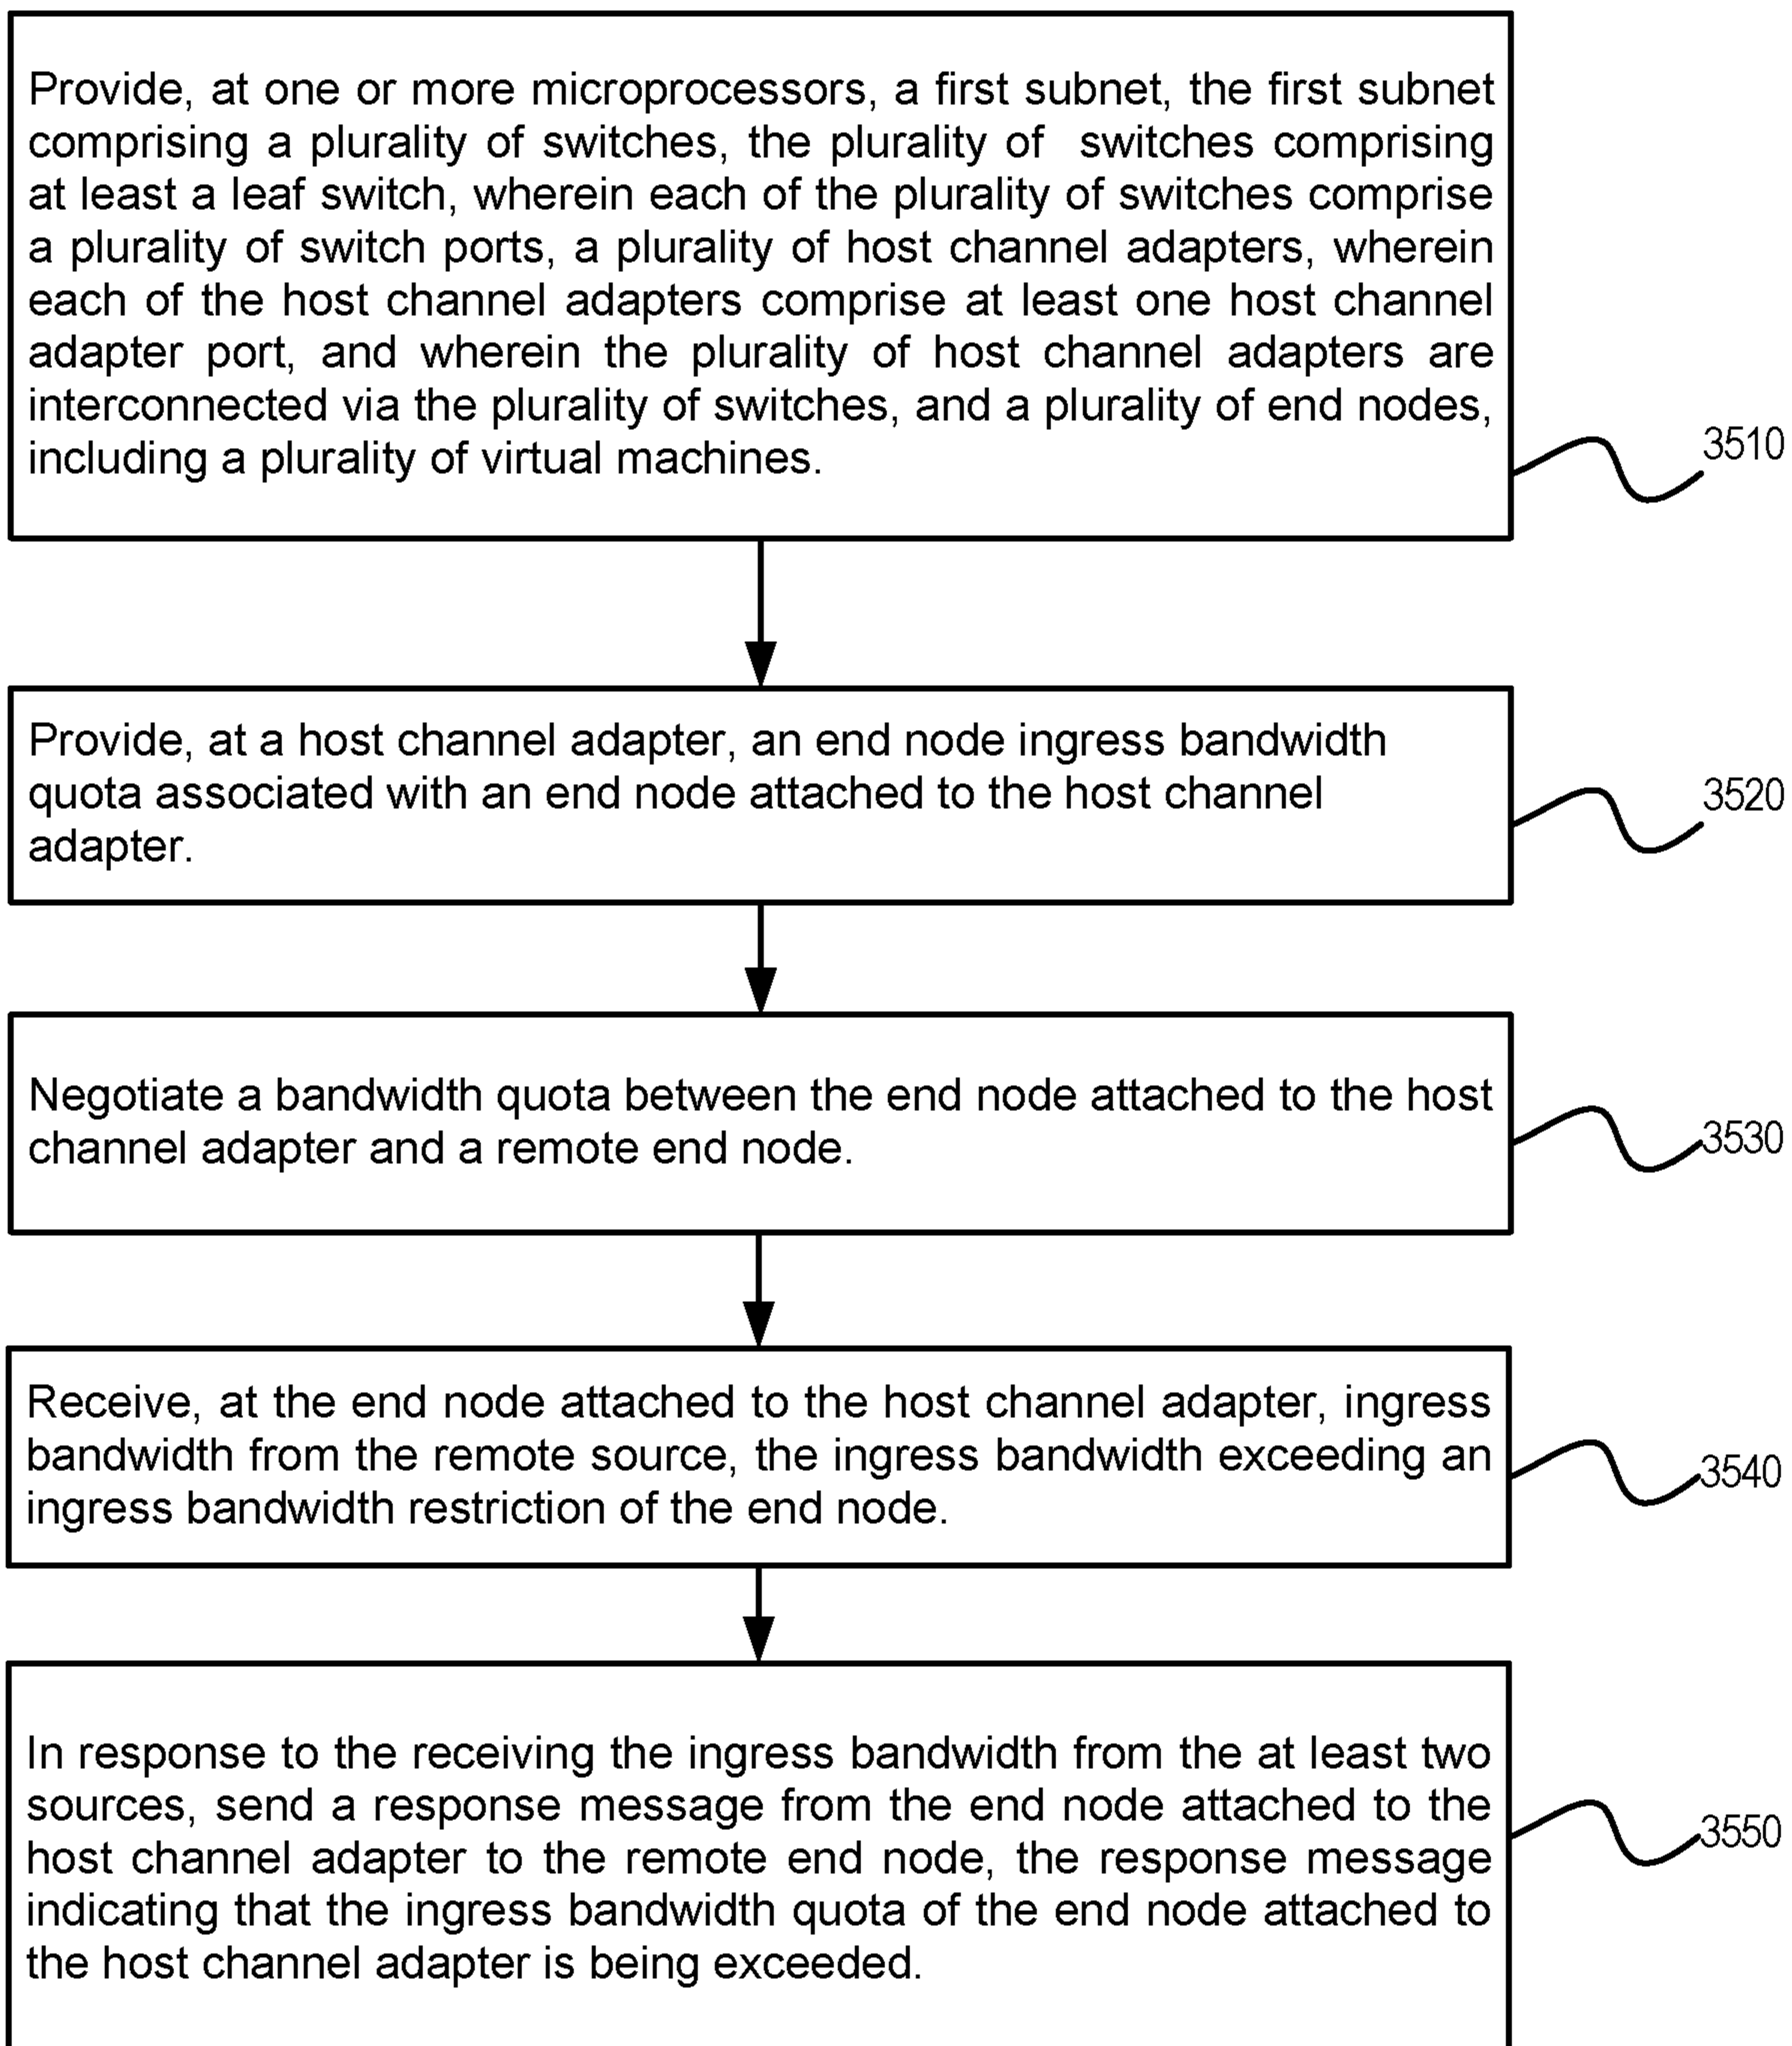 Provide, at one or more microprocessors, a first subnet, the first subnet
comprising a plurality of switches, the plurality of switches comprising
at least a leaf switch, wherein each of the plurality of switches comprise
a plurality of switch ports, a plurality of host channel adapters, wherein
each of the host channel adapters comprise at least one host channel
adapter port, and wherein the plurality of host channel adapters are
interconnected via the plurality of switches, and a plurality of end nodes,
including a plurality of virtual machines.
3510
Provide, at a host channel adapter, an end node ingress bandwidth
quota associated with an end node attached to the host channel
adapter.
3520
Negotiate a bandwidth quota between the end node attached to the host
channel adapter and a remote end node.
3530
Receive, at the end node attached to the host channel adapter, ingress
bandwidth from the remote source, the ingress bandwidth exceeding an
ingress bandwidth restriction of the end node.
3540
In response to the receiving the ingress bandwidth from the at least two
sources, send a response message from the end node attached to the
host channel adapter to the remote end node, the response message
indicating that the ingress bandwidth quota of the end node attached to
the host channel adapter is being exceeded.
3550